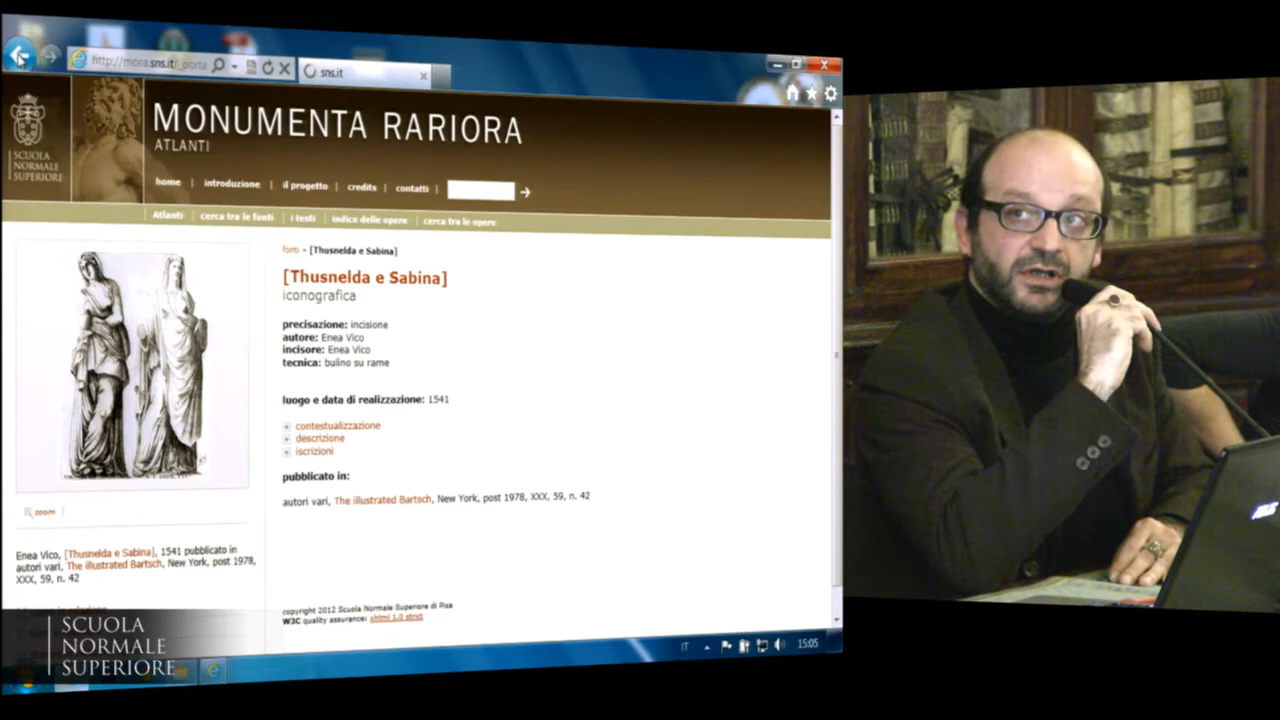 http://mora.sns.it/_porta
sns.it
SCUOLA
NORMALE
SUPERIORE
MONUMENTA RARIORA
ATLANTI
home | introduzione | il progetto | credits | contatti |
Atlanti | cerca tra le fonti | i testi | indice delle opere | cerca tra le opere
fonti » [Thusnelda e Sabina]
[Thusnelda e Sabina]
iconografica
precisazione: incisione
autore: Enea Vico
incisore: Enea Vico
tecnica: bulino su rame
luogo e data di realizzazione: 1541
contestualizzazione
descrizione
iscrizioni
pubblicato in:
autori vari, The illustrated Bartsch, New York, post 1978, XXX, 59, n. 42
zoom
Enea Vico, [Thusnelda e Sabina], 1541 pubblicato in
autori vari, The illustrated Bartsch, New York, post 1978,
XXX, 59, n. 42
copyright 2012 Scuola Normale Superiore di Pisa
W3C quality assurance: xhtml 1.0 strict
SCUOLA
NORMALE
SUPERIORE
IT
15:05